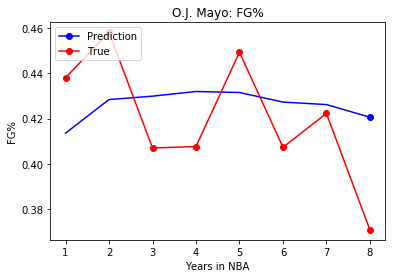 O.J. Mayo: FG%
Prediction
True
0.46
0.44
0.42
0.40
0.38
FG%
1 2 3 4 5 6 7 8
Years in NBA